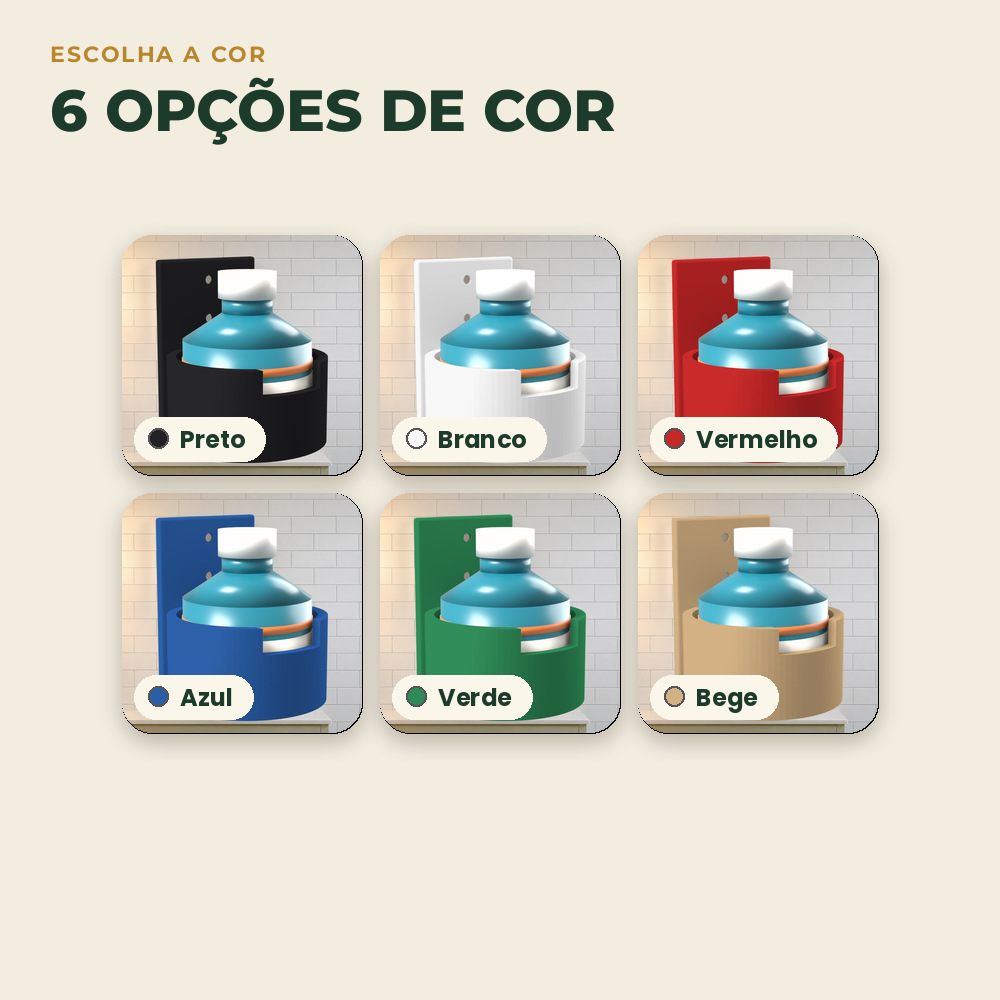 ESCOLHA A COR
6 OPÇÕES DE COR
Preto
Branco
Vermelho
Azul
Verde
Bege